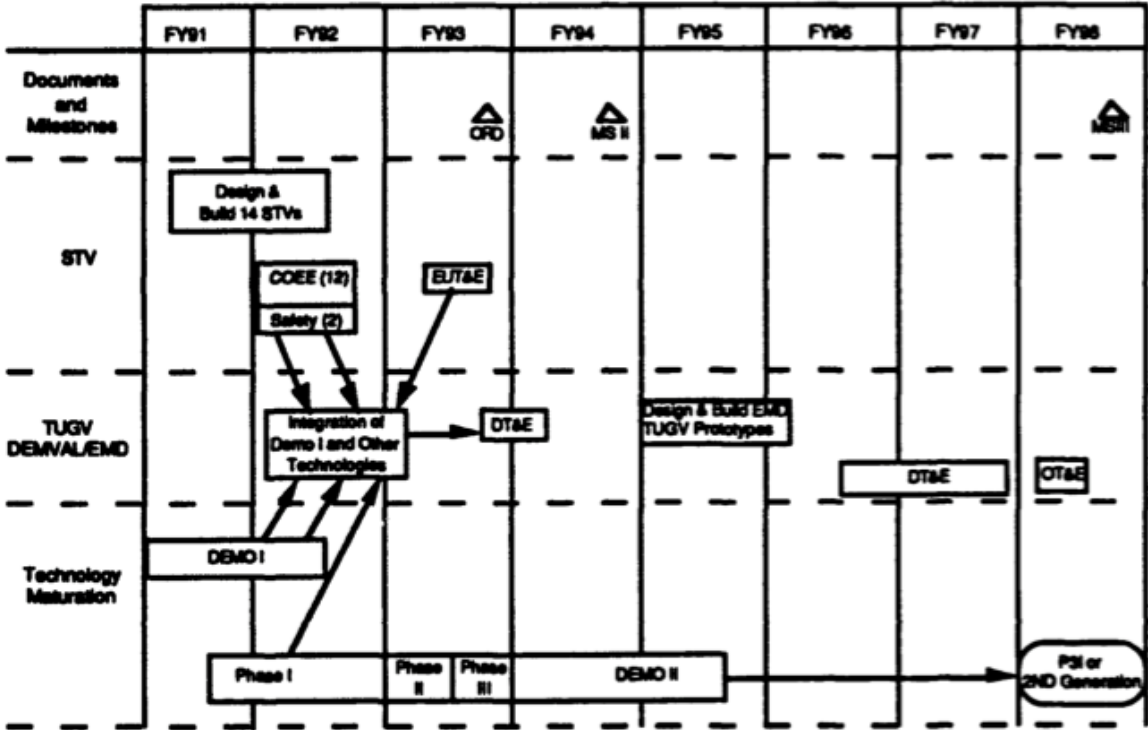 FY91 FY92 FY93 FY94 FY95 FY96 FY97 FY98
Documents
and
Milestones
ORD
MS II
MSIII
Design &
Build 14 STVs
STV
COEE (12)
EUT&E
Safety (2)
TUGV
DEMVAL/EMD
Integration of
Demo I and Other
Technologies
DT&E
Design & Build EMD
TUGV Prototypes
DT&E
OT&E
Technology
Maturation
DEMO I
Phase I
Phase
II
Phase
III
DEMO II
P3I or
2ND Generation